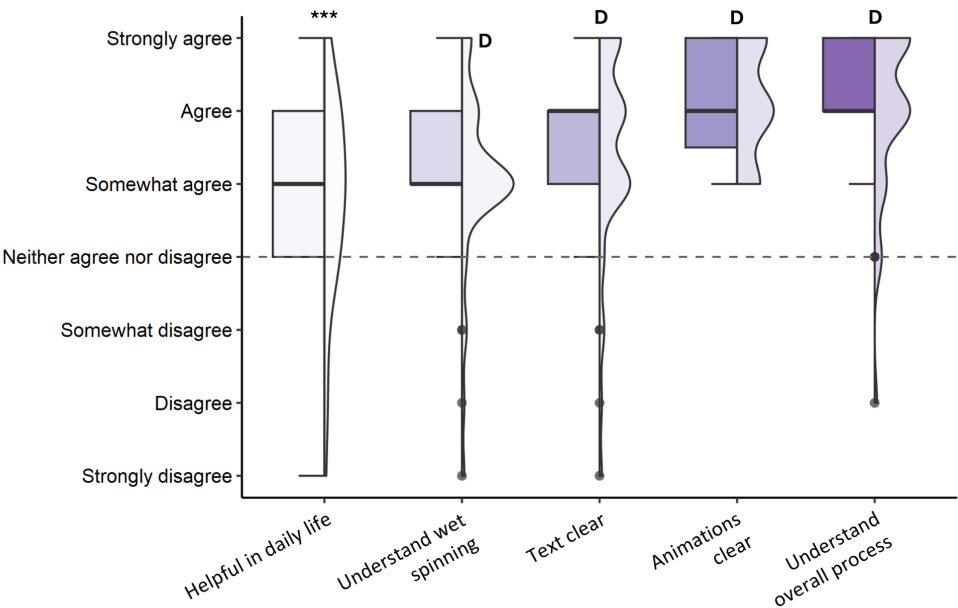 ***
D
D
D
D
Strongly agree
Agree
Somewhat agree
Neither agree nor disagree
Somewhat disagree
Disagree
Strongly disagree
Helpful in daily life
Understand wet
spinning
Text clear
Animations
clear
Understand
overall process